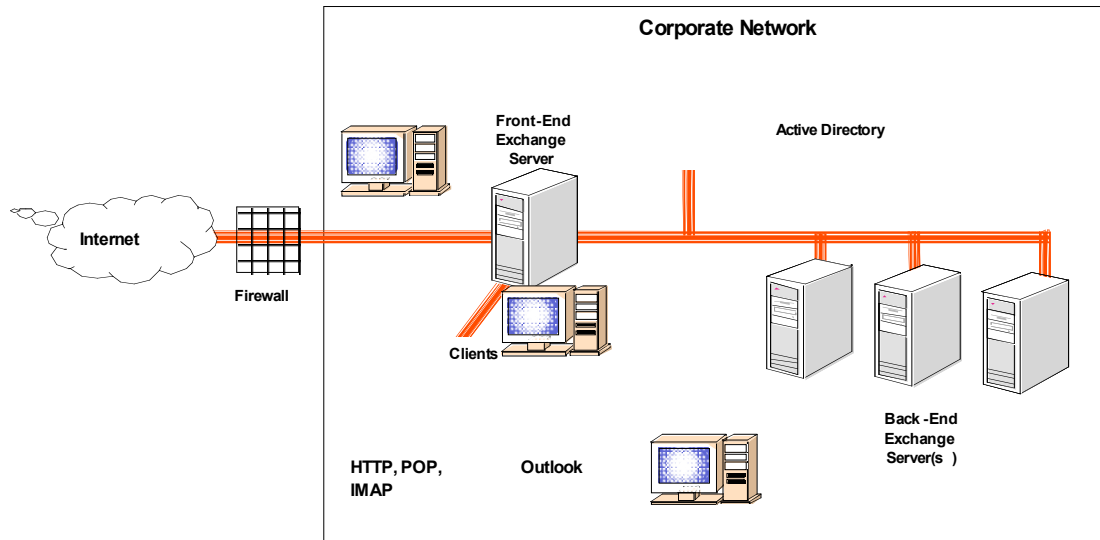 Corporate Network
Front-End
Exchange
Server
Active Directory
Internet
Firewall
Clients
Back -End
Exchange
Server(s )
HTTP, POP,
IMAP
Outlook